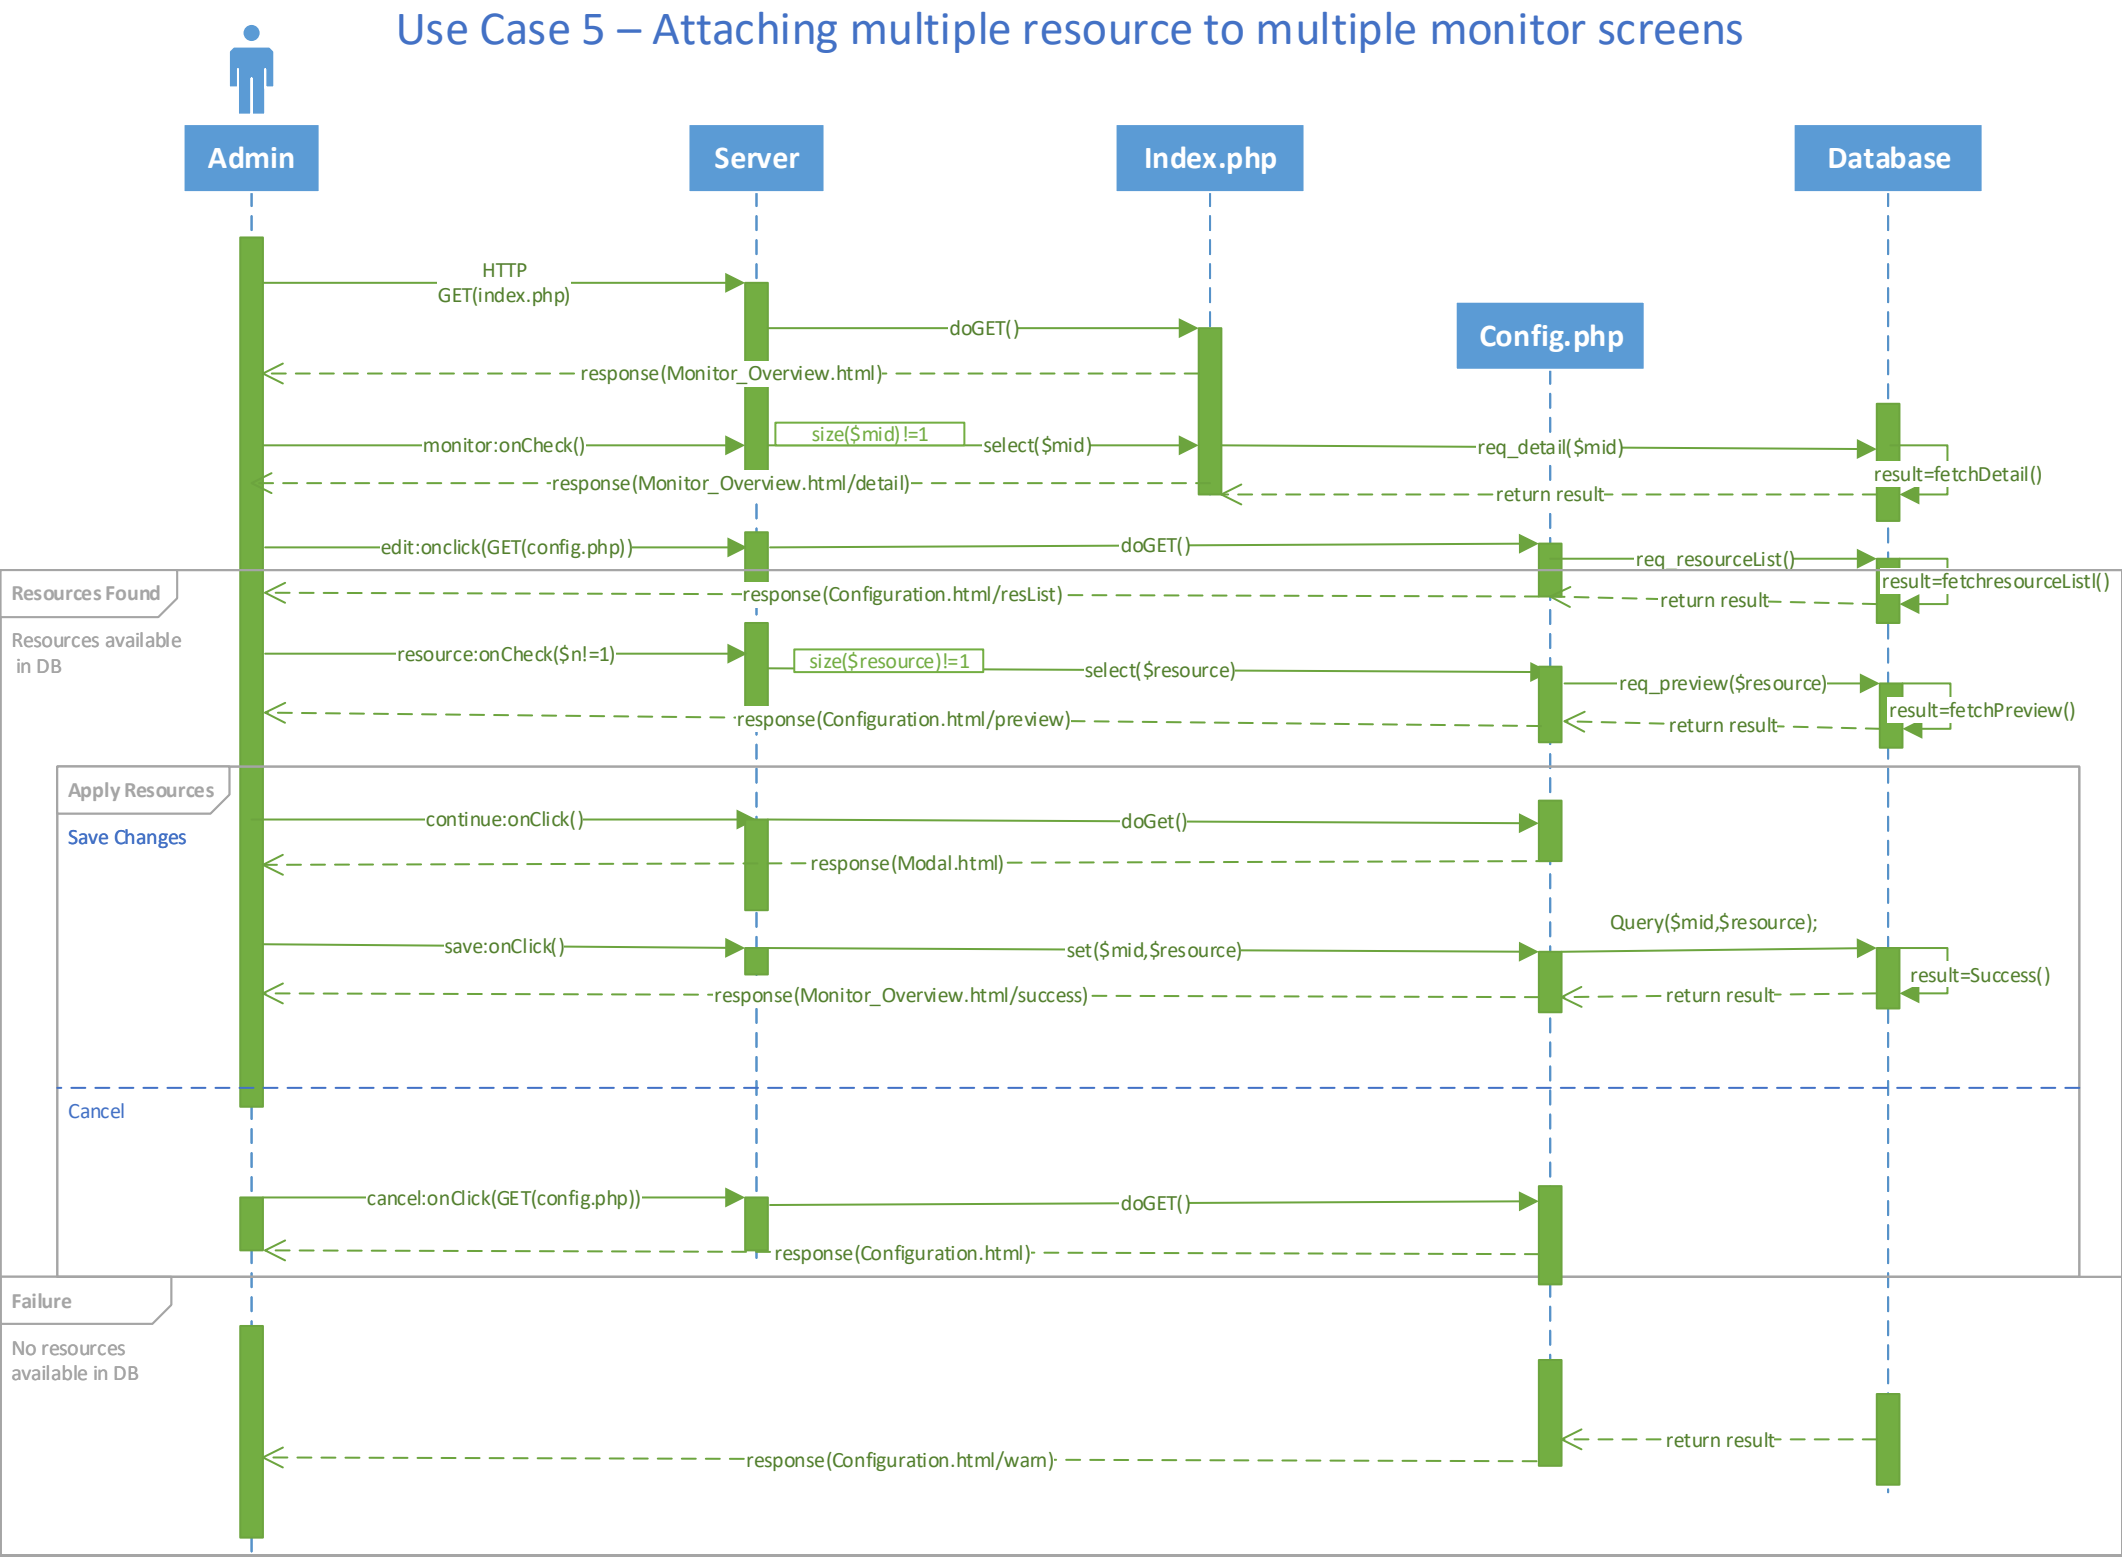 Use Case 5 – Attaching multiple resource to multiple monitor screens
Admin
Server
Index.php
Database
HTTP
GET(index.php)
doGET()
Config.php
response(Monitor_Overview.html)
size($mid)!=1
monitor:onCheck()
select($mid)
req_detail($mid)
result=fetchDetail()
response(Monitor_Overview.html/detail)
return result
edit:onclick(GET(config.php))
doGET()
req_resourceList()
Resources Found
response(Configuration.html/resList)
result=fetchresourceListl()
return result
Resources available
in DB
resource:onCheck($n!=1)
size($resource)!=1
select($resource)
req_preview($resource)
result=fetchPreview()
response(Configuration.html/preview)
return result
Apply Resources
Save Changes
continue:onClick()
doGet()
response(Modal.html)
Query($mid,$resource);
save:onClick()
set($mid,$resource)
result=Success()
response(Monitor_Overview.html/success)
return result
Cancel
cancel:onClick(GET(config.php))
doGET()
response(Configuration.html)
Failure
No resources
available in DB
return result
response(Configuration.html/warn)